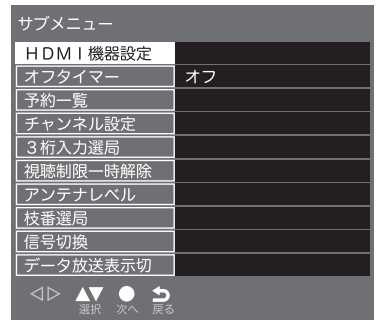 サブメニュー
HDMI機器設定
オフタイマー オフ
予約一覧
チャンネル設定
3桁入力選局
視聴制限一時解除
アンテナレベル
枝番選局
信号切換
データ放送表示切
選択 次へ 戻る